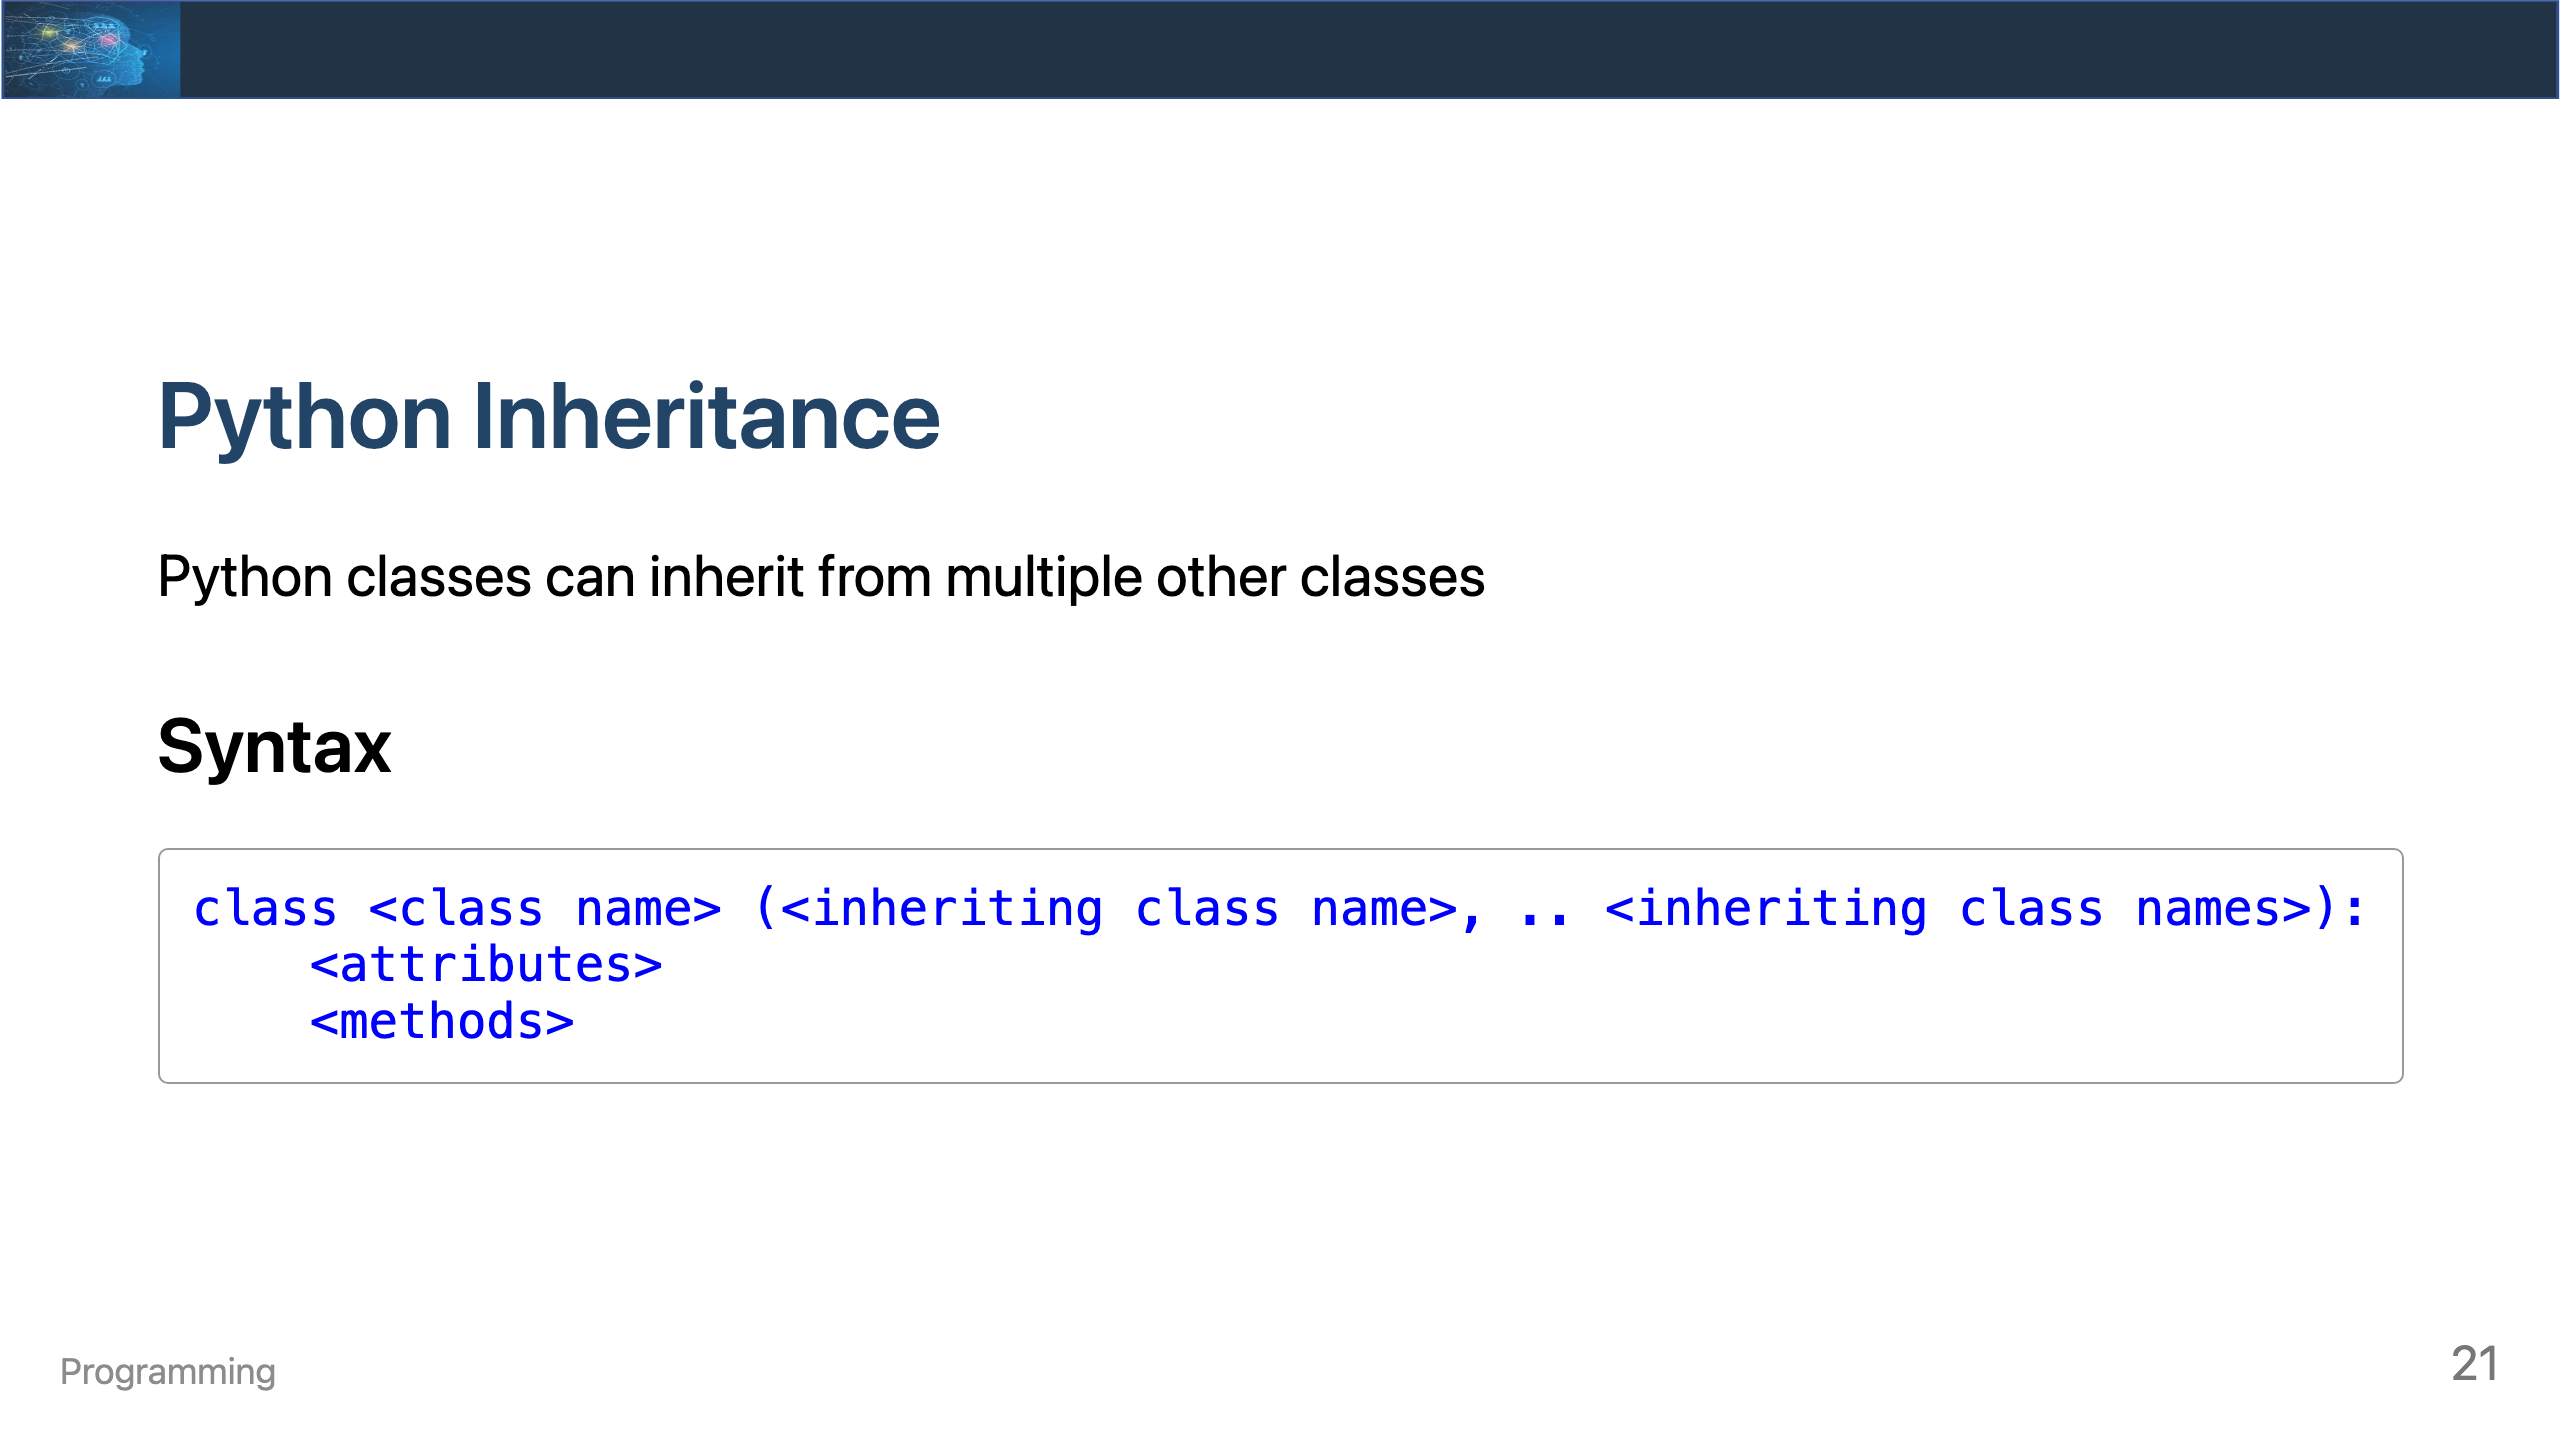 Python Inheritance
Python classes can inherit from multiple other classes
Syntax
class <class name> (<inheriting class name>, .. <inheriting class names>):
    <attributes>
    <methods>
Programming
21